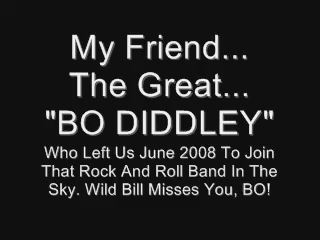 My Friend...
The Great...
"BO DIDDLEY"
Who Left Us June 2008 To Join
That Rock And Roll Band In The
Sky. Wild Bill Misses You, BO!